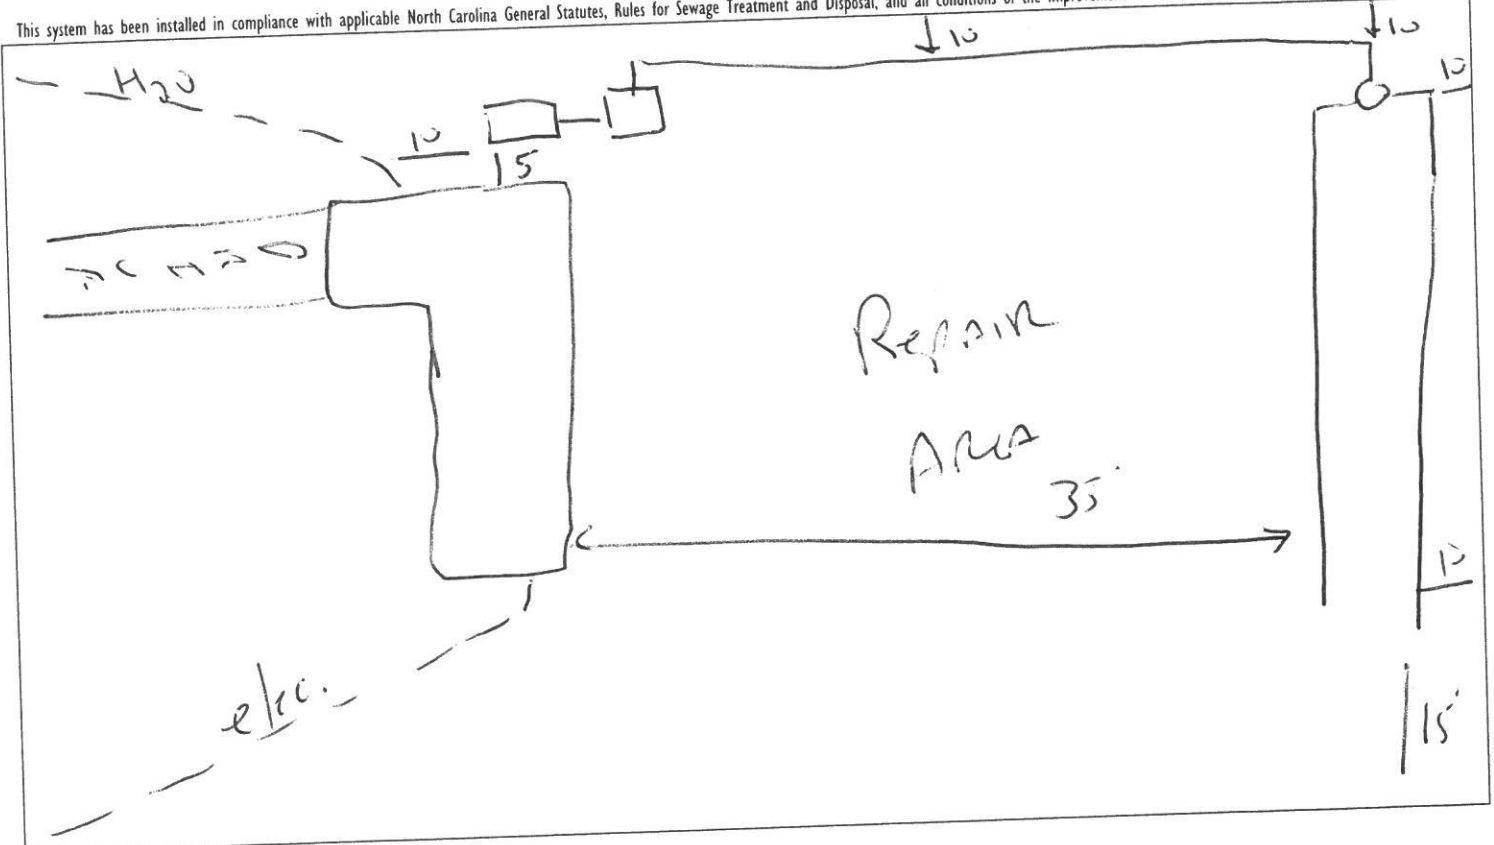 This system has been installed in compliance with applicable North Carolina General Statutes, Rules for Sewage Treatment and Disposal, and all conditions of the
10
10
H20
10
10
15
Repair
Area
35'
10
elec.
15'